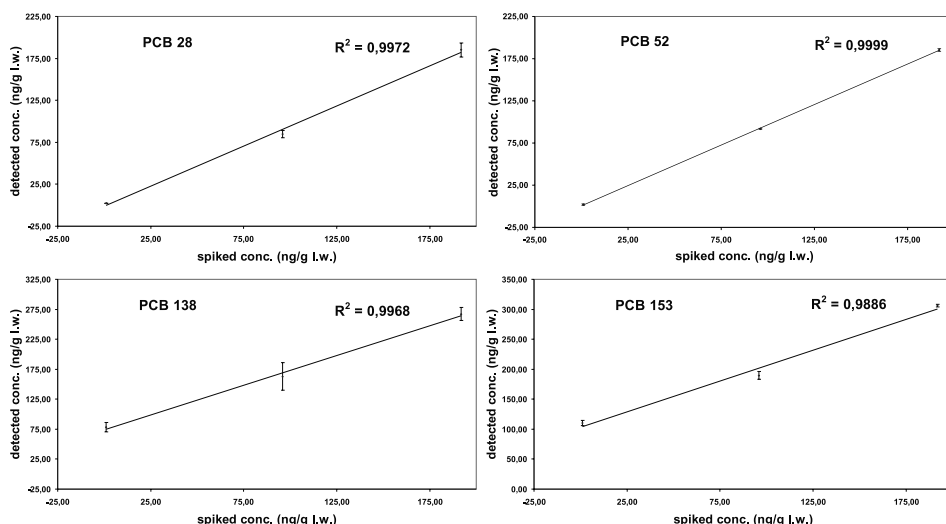 PCB 28
R² = 0,9972
detected conc. (ng/g l.w.)
225,00
175,00
125,00
75,00
25,00
-25,00
-25,00 25,00 75,00 125,00 175,00
spiked conc. (ng/g l.w.)
PCB 52
R² = 0,9999
detected conc. (ng/g l.w.)
225,00
175,00
125,00
75,00
25,00
-25,00
-25,00 25,00 75,00 125,00 175,00
spiked conc. (ng/g l.w.)
PCB 138
R² = 0,9968
detected conc. (ng/g l.w.)
325,00
275,00
225,00
175,00
125,00
75,00
25,00
-25,00
-25,00 25,00 75,00 125,00 175,00
spiked conc. (ng/g l.w.)
PCB 153
R² = 0,9886
detected conc. (ng/g l.w.)
350,00
300,00
250,00
200,00
150,00
100,00
50,00
0,00
-25,00 25,00 75,00 125,00 175,00
spiked conc. (ng/g l.w.)